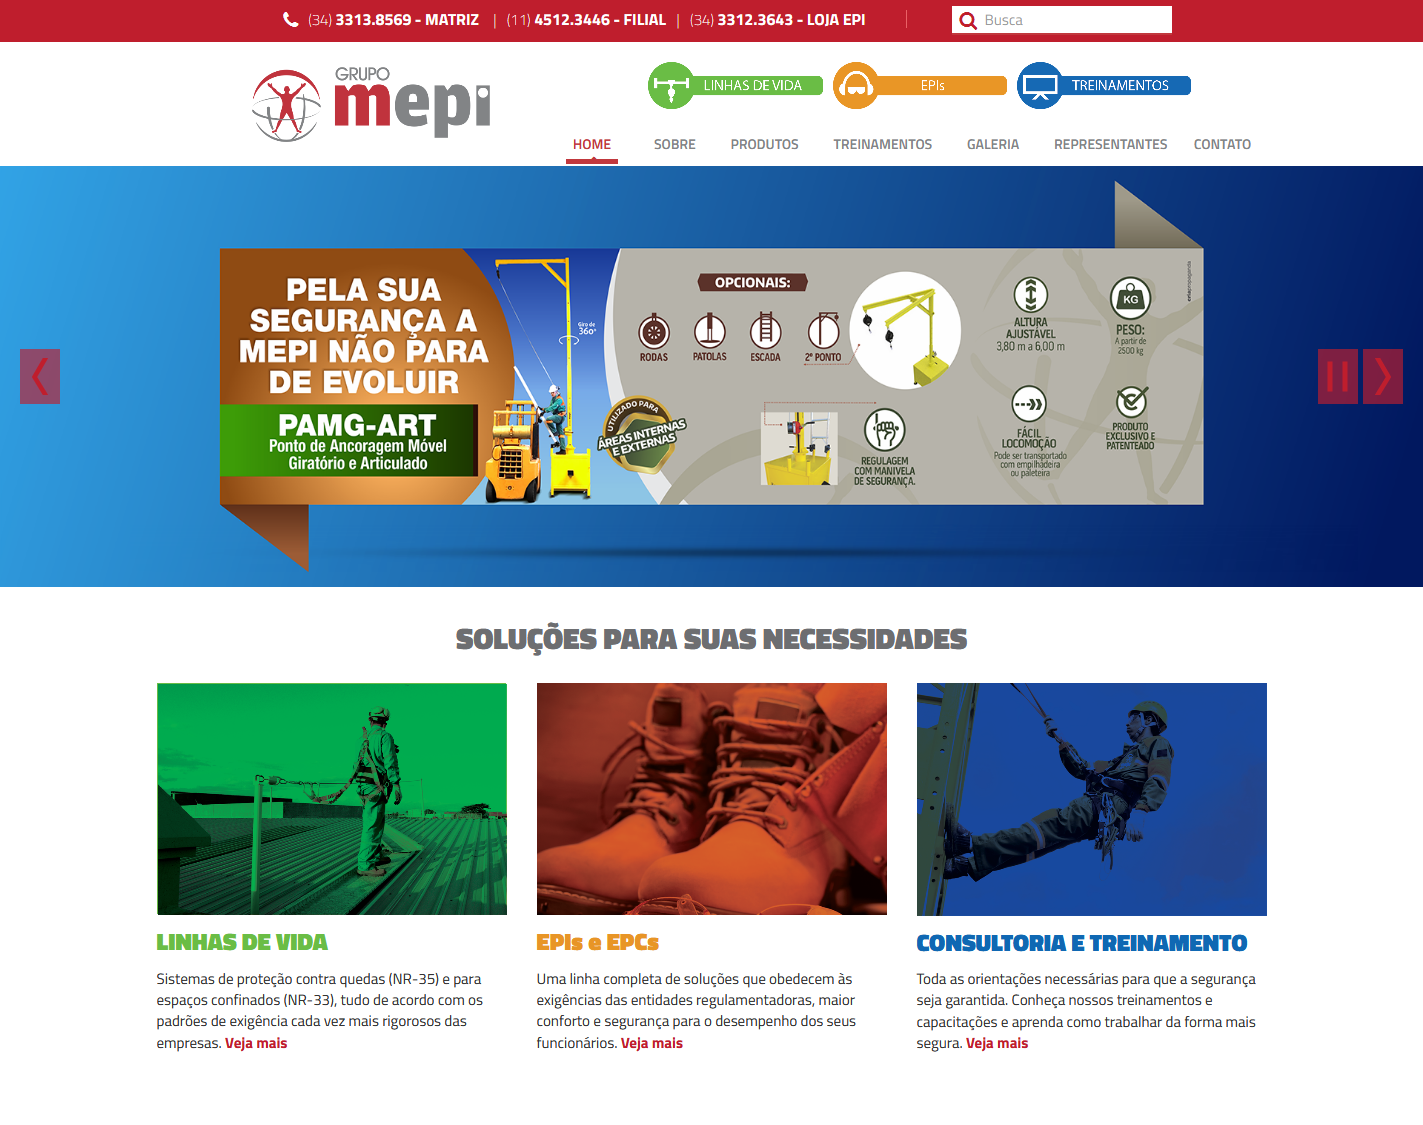 (34) 3313.8569 - MATRIZ | (11) 4512.3446 - FILIAL | (34) 3312.3643 - LOJA EPI
Busca
GRUPO
mepi
LINHAS DE VIDA
EPIs
TREINAMENTOS
HOME SOBRE PRODUTOS TREINAMENTOS GALERIA REPRESENTANTES CONTATO
PELA SUA
SEGURANÇA A
MEPI NÃO PARA
DE EVOLUIR
PAMG-ART
Ponto de Ancoragem Móvel
Giratório e Articulado
Giro de
360º
UTILIZADO PARA
ÁREAS INTERNAS
E EXTERNAS
OPCIONAIS:
RODAS
PATOLAS
ESCADA
2º PONTO
REGULAGEM
COM MANIVELA
DE SEGURANÇA.
ALTURA
AJUSTÁVEL
3,80 m a 6,00 m
KG
PESO:
A partir de
2500 kg
FÁCIL
LOCOMOÇÃO
Pode ser transportado
com empilhadeira
ou paleteira
PRODUTO
EXCLUSIVO E
PATENTEADO
SOLUÇÕES PARA SUAS NECESSIDADES
LINHAS DE VIDA
Sistemas de proteção contra quedas (NR-35) e para
espaços confinados (NR-33), tudo de acordo com os
padrões de exigência cada vez mais rigorosos das
empresas. Veja mais
EPIs e EPCs
Uma linha completa de soluções que obedecem às
exigências das entidades regulamentadoras, maior
conforto e segurança para o desempenho dos seus
funcionários. Veja mais
CONSULTORIA E TREINAMENTO
Toda as orientações necessárias para que a segurança
seja garantida. Conheça nossos treinamentos e
capacitações e aprenda como trabalhar da forma mais
segura. Veja mais